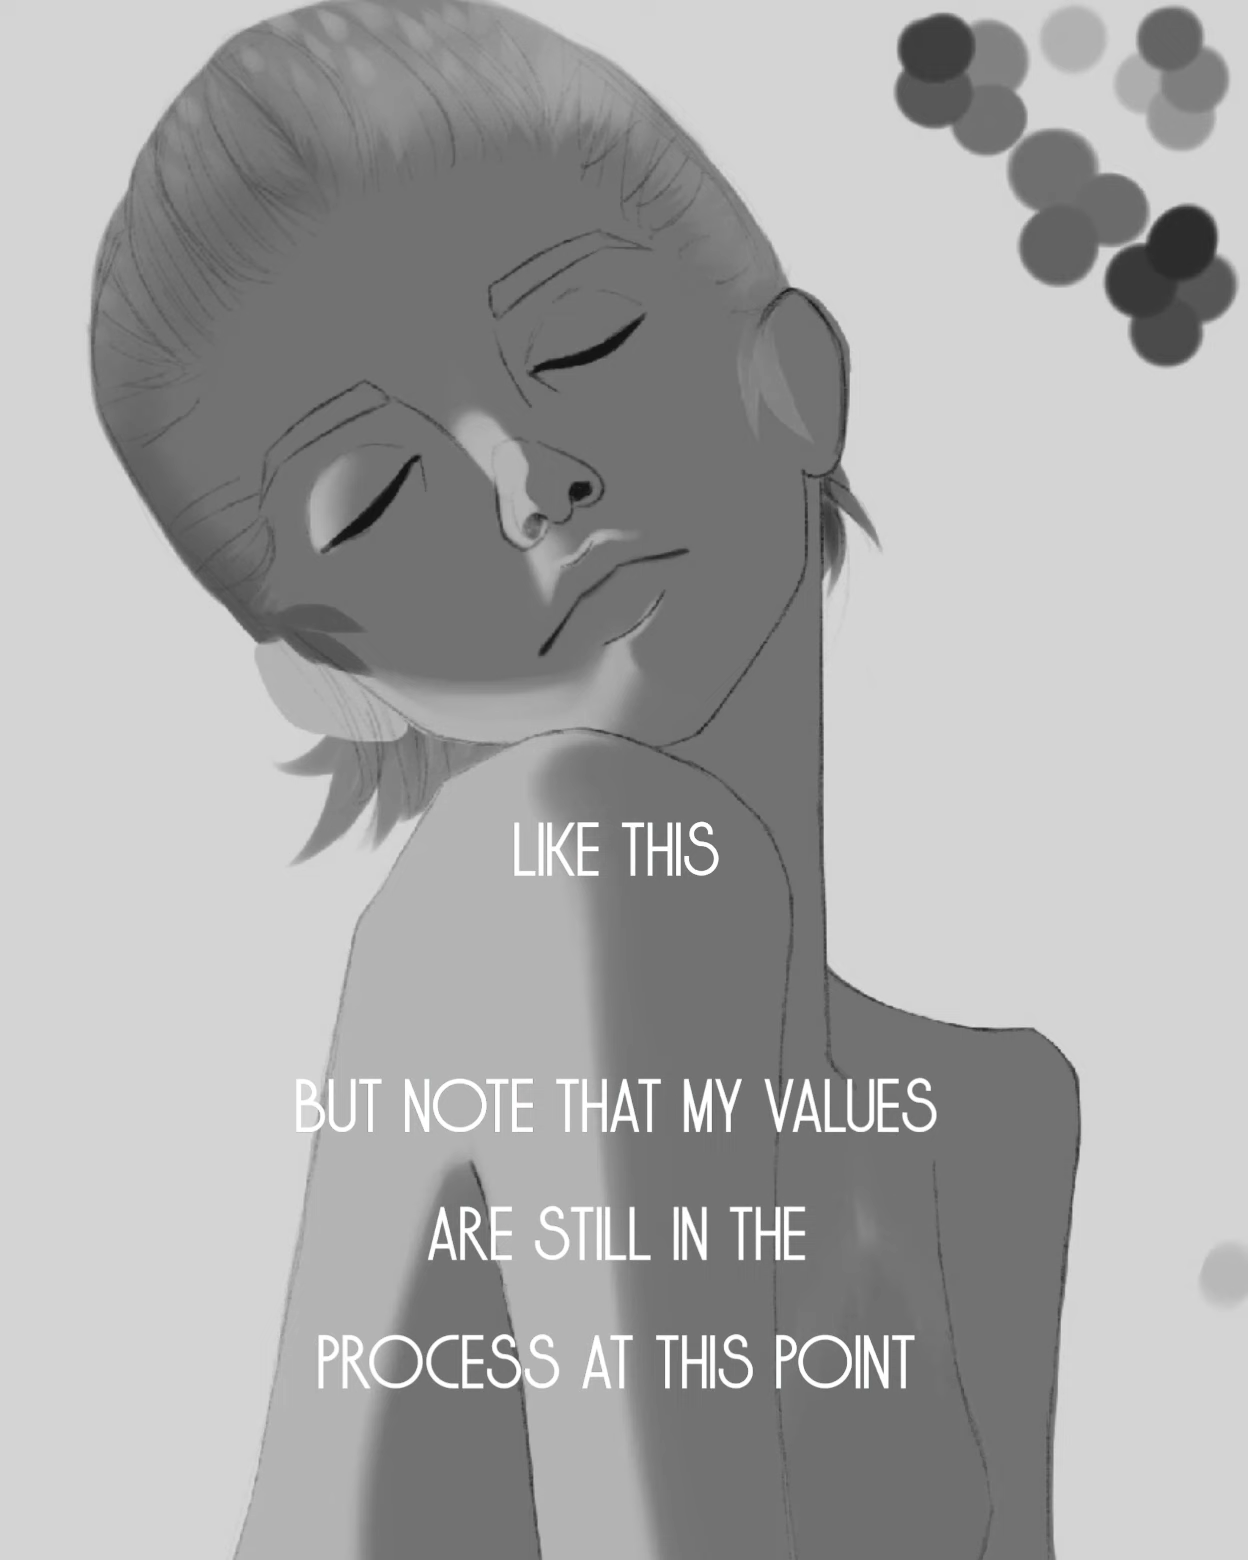 LIKE THIS
BUT NOTE THAT MY VALUES
ARE STILL IN THE
PROCESS AT THIS POINT